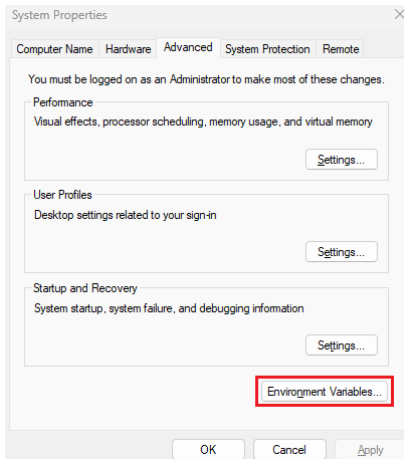 System Properties
Computer Name Hardware Advanced System Protection Remote
You must be logged on as an Administrator to make most of these changes.
Performance
Visual effects, processor scheduling, memory usage, and virtual memory
Settings...
User Profiles
Desktop settings related to your sign-in
Settings...
Startup and Recovery
System startup, system failure, and debugging information
Settings...
Environment Variables...
OK Cancel Apply